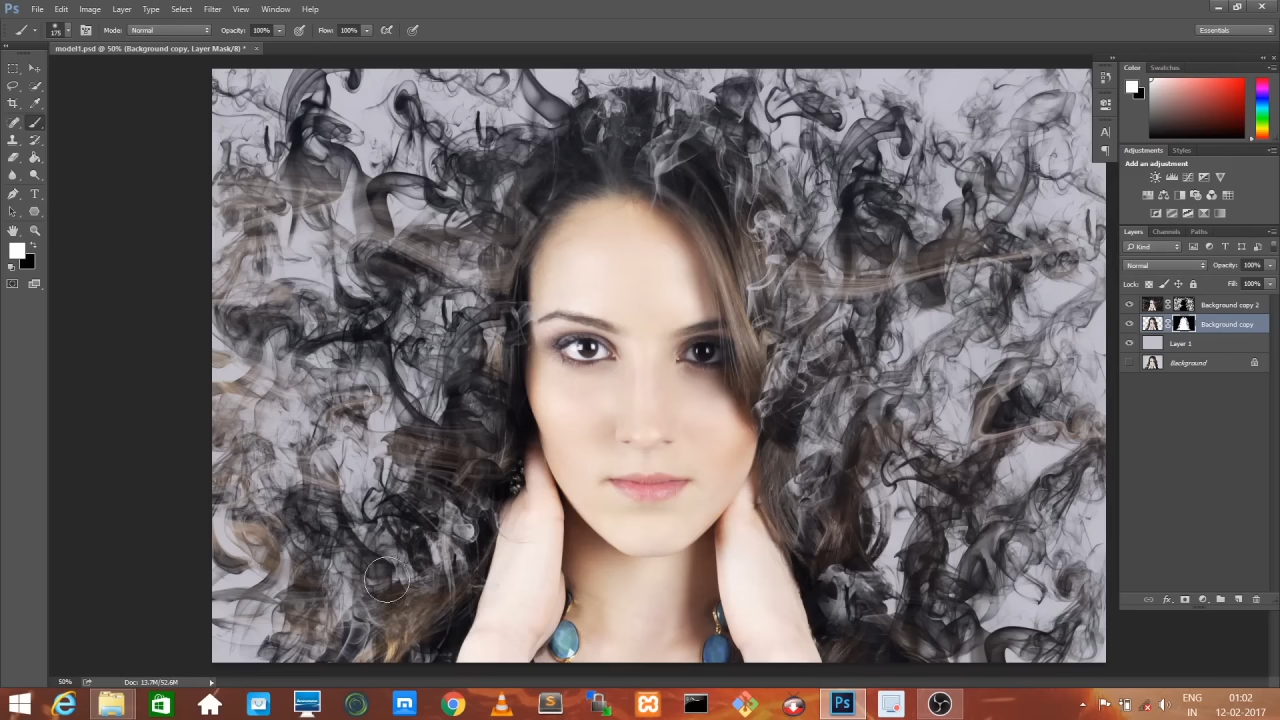 Ps File Edit Image Layer Type Select Filter View Window Help
175 Mode: Normal Opacity: 100% Flow: 100% Essentials
model1.psd @ 50% (Background copy, Layer Mask/8) * ×
Color Swatches
Adjustments Styles
Add an adjustment
Layers Channels Paths
Kind
Normal Opacity: 100%
Lock: Fill: 100%
Background copy 2
Background copy
Layer 1
Background
50% Doc: 13.7M/52.6M
ENG 01:02
IN 12-02-2017